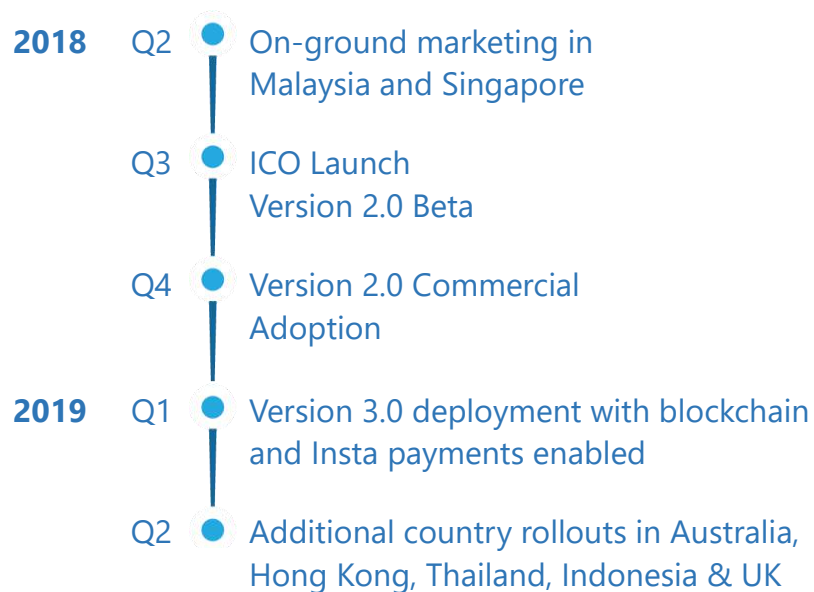 2018 Q2 On-ground marketing in
Malaysia and Singapore
Q3 ICO Launch
Version 2.0 Beta
Q4 Version 2.0 Commercial
Adoption
2019 Q1 Version 3.0 deployment with blockchain
and Insta payments enabled
Q2 Additional country rollouts in Australia,
Hong Kong, Thailand, Indonesia & UK